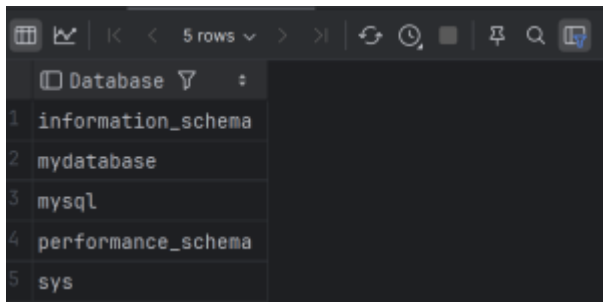 5 rows
Database
1 information_schema
2 mydatabase
3 mysql
4 performance_schema
5 sys